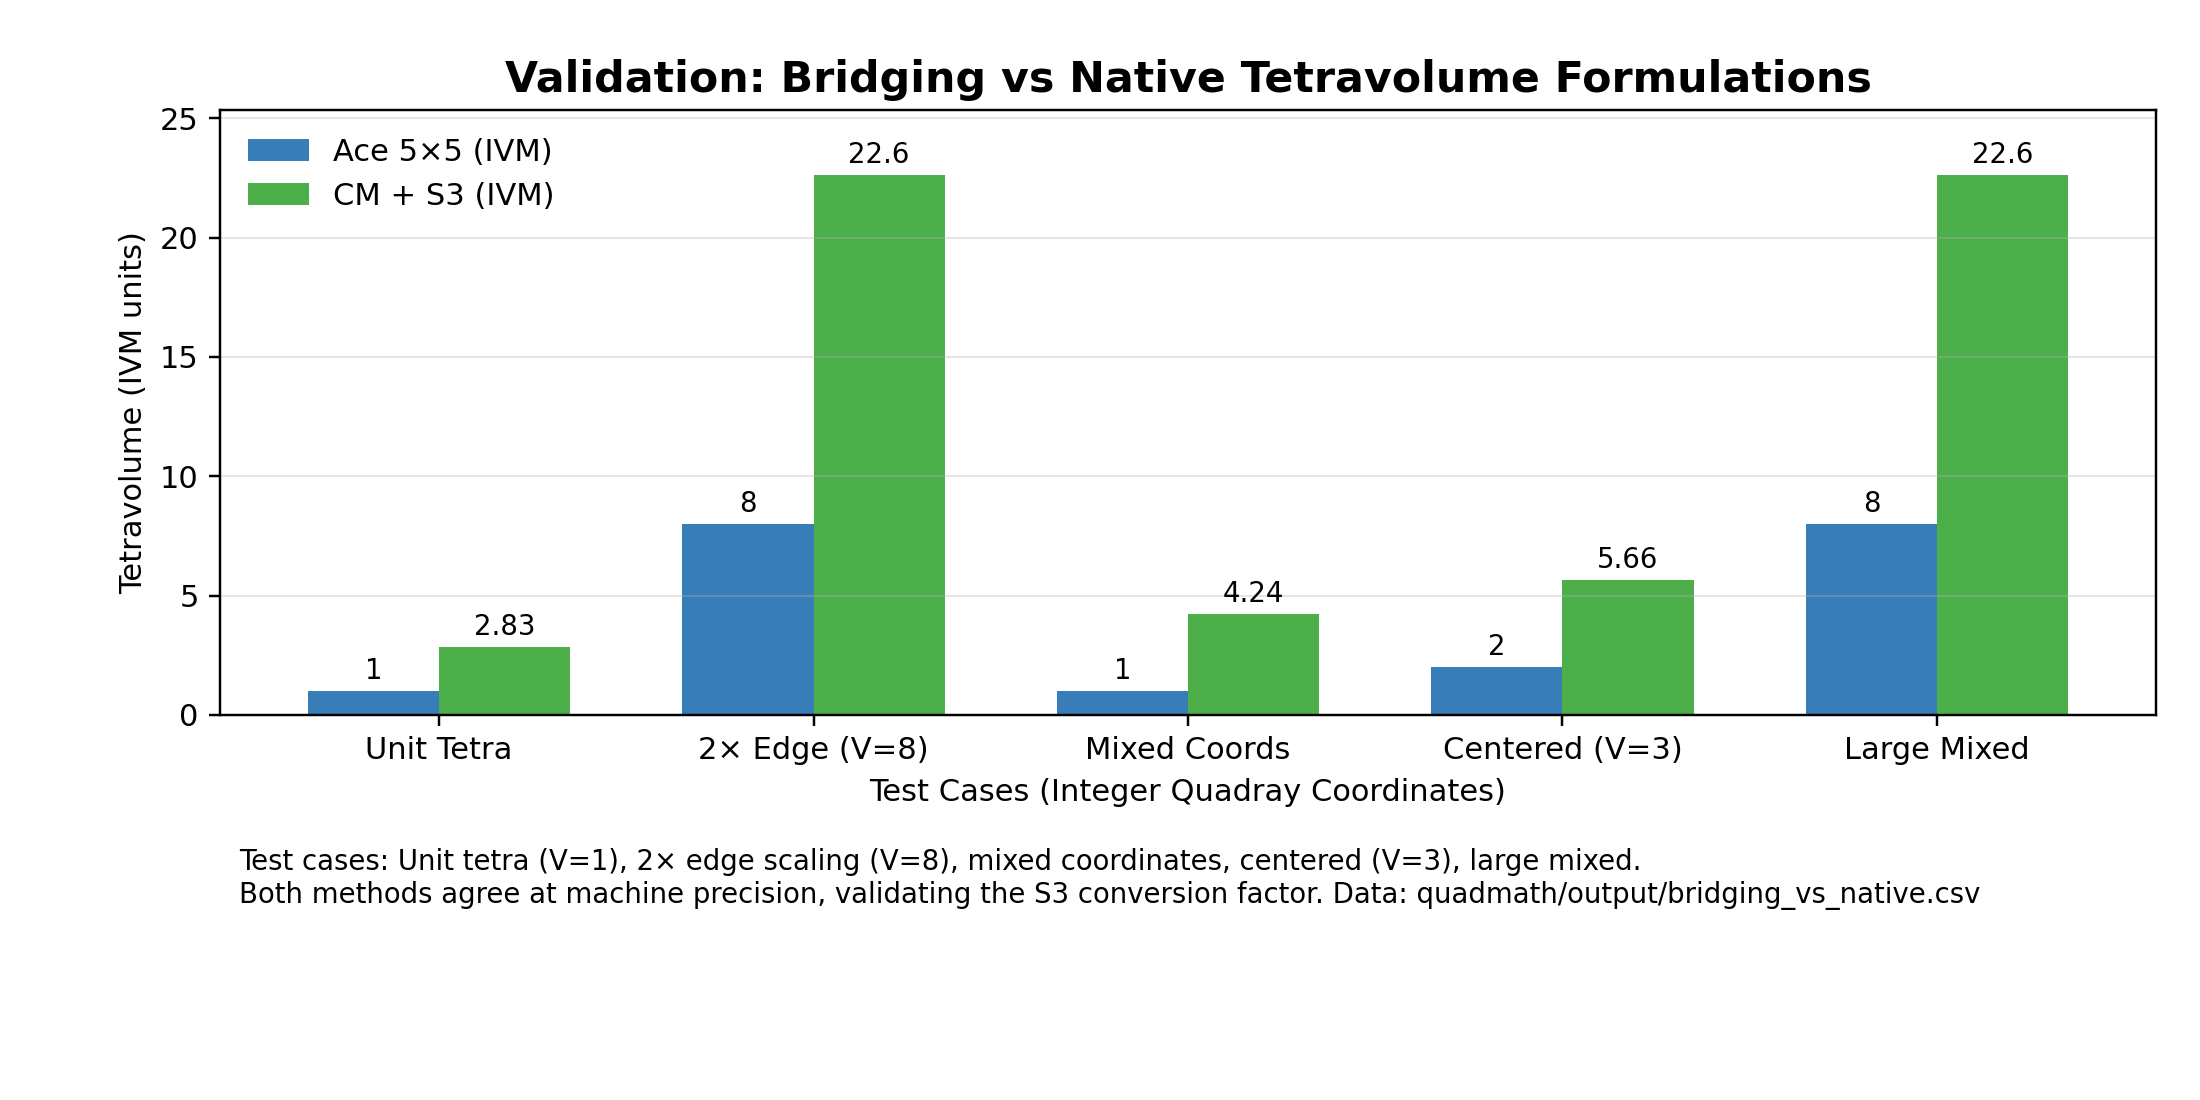 Validation: Bridging vs Native Tetravolume Formulations
Ace 5×5 (IVM)
CM + S3 (IVM)
Tetravolume (IVM units)
25
20
15
10
5
0
1
2.83
8
22.6
1
4.24
2
5.66
8
22.6
Unit Tetra
2× Edge (V=8)
Mixed Coords
Centered (V=3)
Large Mixed
Test Cases (Integer Quadray Coordinates)
Test cases: Unit tetra (V=1), 2× edge scaling (V=8), mixed coordinates, centered (V=3), large mixed.
Both methods agree at machine precision, validating the S3 conversion factor. Data: quadmath/output/bridging_vs_native.csv